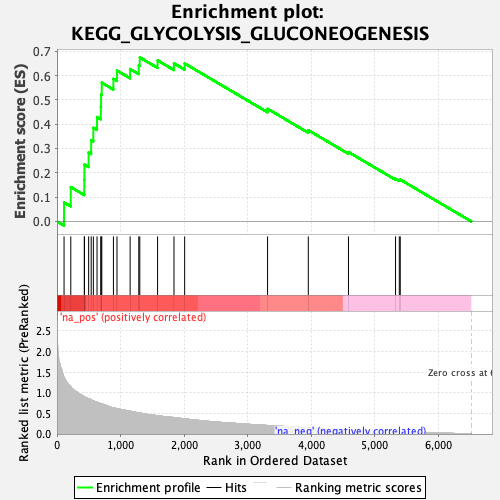 Enrichment plot:
KEGG_GLYCOLYSIS_GLUCONEOGENESIS
Enrichment score (ES)
0.7
0.6
0.5
0.4
0.3
0.2
0.1
0.0
'na_pos' (positively correlated)
Ranked list metric (PreRanked)
2.5
2.0
1.5
1.0
0.5
0.0
Zero cross at 6
'na_neg' (negatively correlated)
0 1,000 2,000 3,000 4,000 5,000 6,000
Rank in Ordered Dataset
Enrichment profile Hits Ranking metric scores